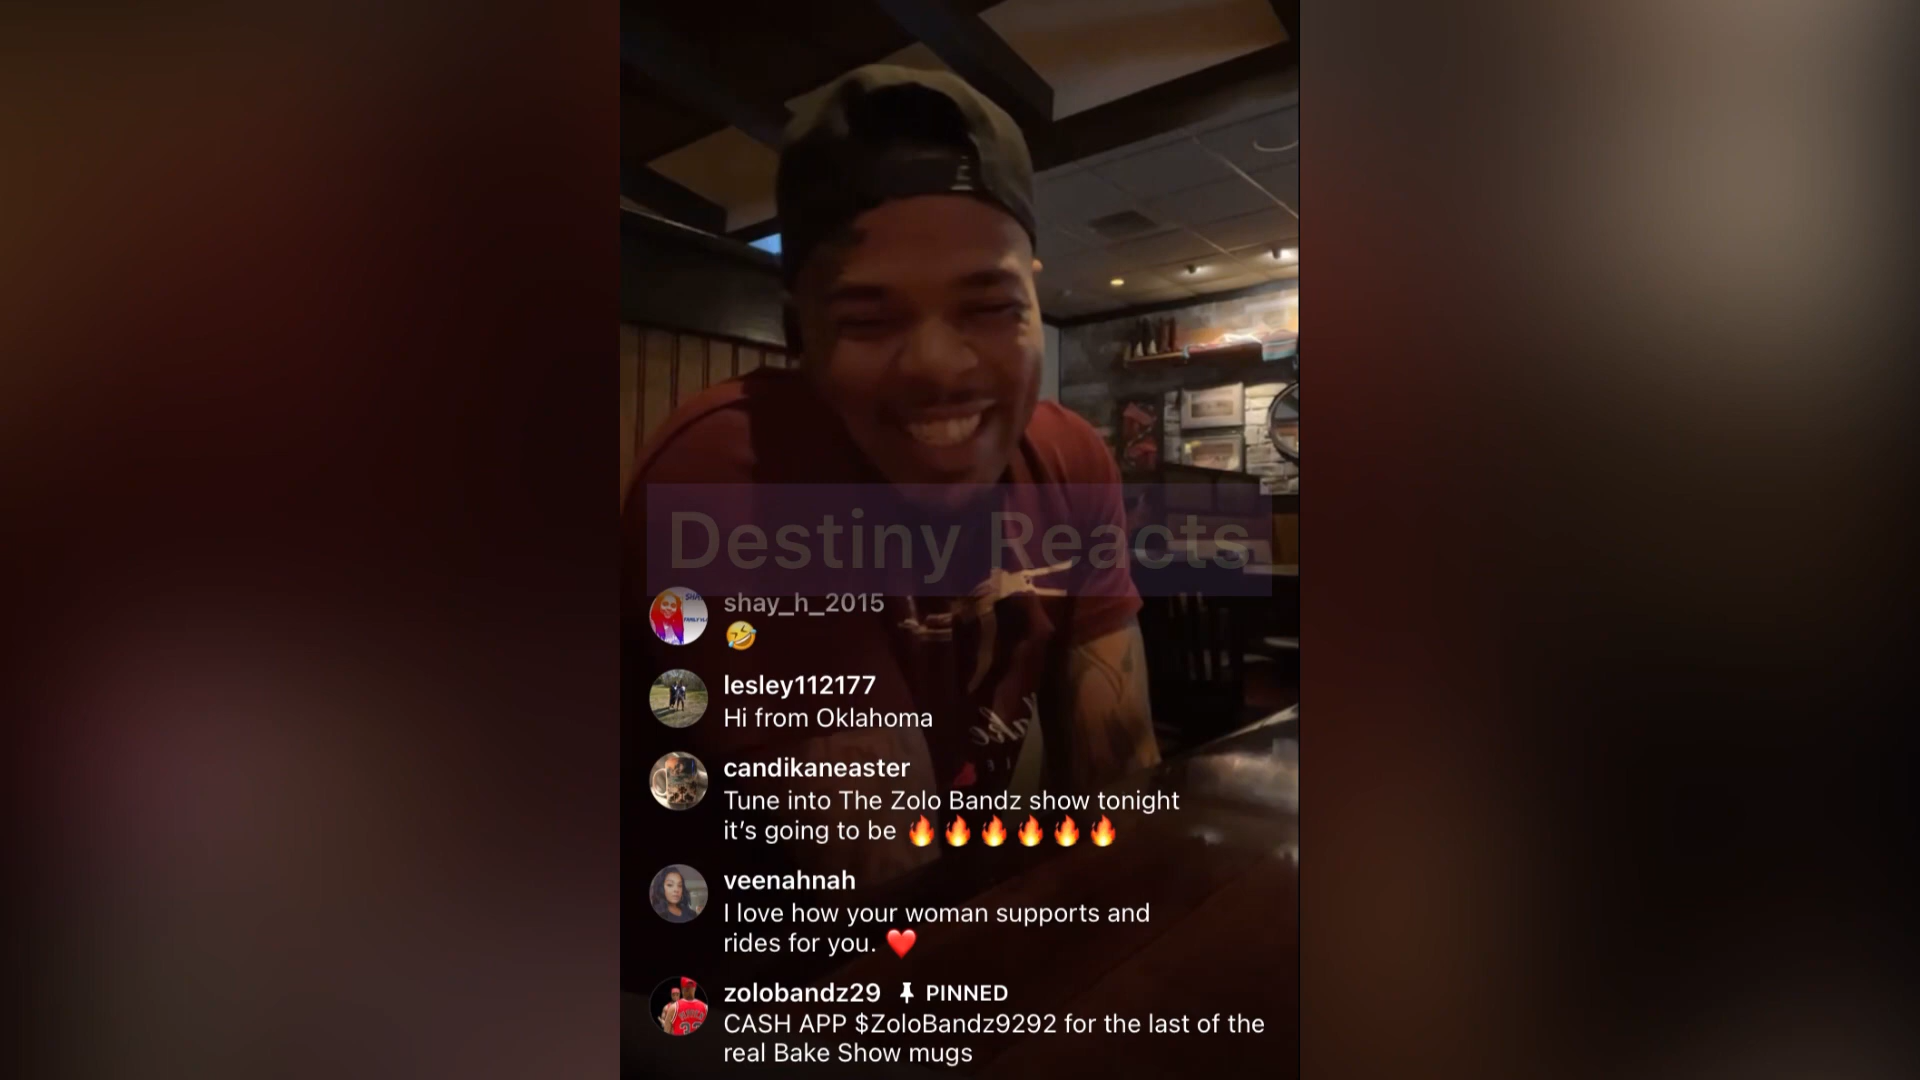 Destiny Reacts
shay_h_2015
🤣
lesley112177
Hi from Oklahoma
candikaneaster
Tune into The Zolo Bandz show tonight
it’s going to be 🔥🔥🔥🔥🔥🔥
veenahnah
I love how your woman supports and
rides for you. ❤️
zolobandz29 📌 PINNED
CASH APP $ZoloBandz9292 for the last of the
real Bake Show mugs